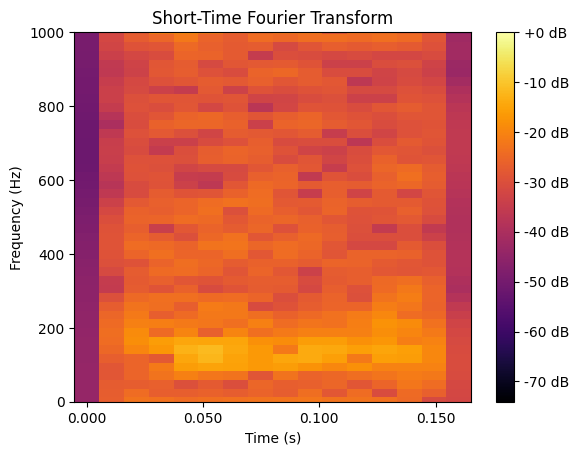 Short-Time Fourier Transform
1000
800
600
400
200
0
Frequency (Hz)
0.000
0.050
0.100
0.150
Time (s)
+0 dB
-10 dB
-20 dB
-30 dB
-40 dB
-50 dB
-60 dB
-70 dB